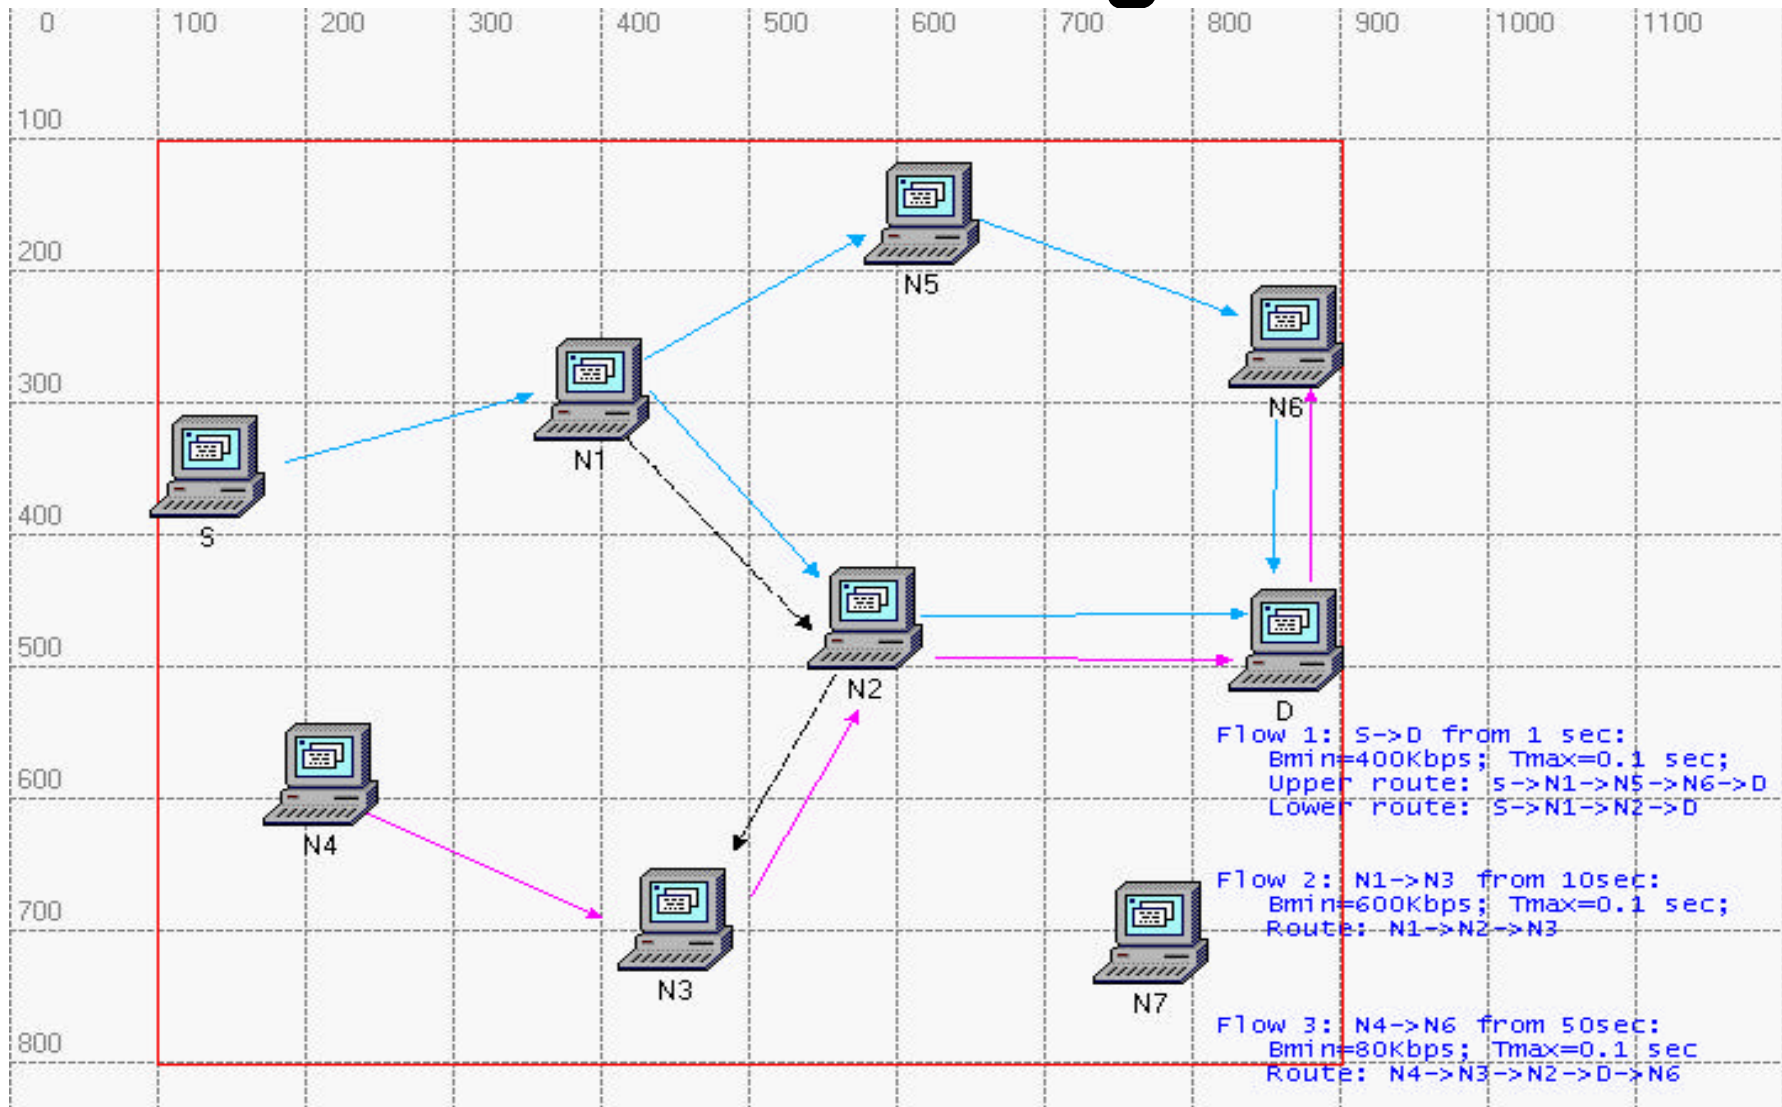 0 100 200 300 400 500 600 700 800 900 1000 1100
100
200
N5
300
N6
N1
400
S
500
N2
D
Flow 1: S->D from 1 sec:
Bmin=400Kbps; Tmax=0.1 sec;
600
Upper route: s->N1->N5->N6->D
Lower route: S->N1->N2->D
N4
Flow 2: N1->N3 from 10sec:
Bmin=600Kbps; Tmax=0.1 sec;
700
Route: N1->N2->N3
N3
N7
Flow 3: N4->N6 from 50sec:
800
Bmin=80Kbps; Tmax=0.1 sec
Route: N4->N3->N2->D->N6